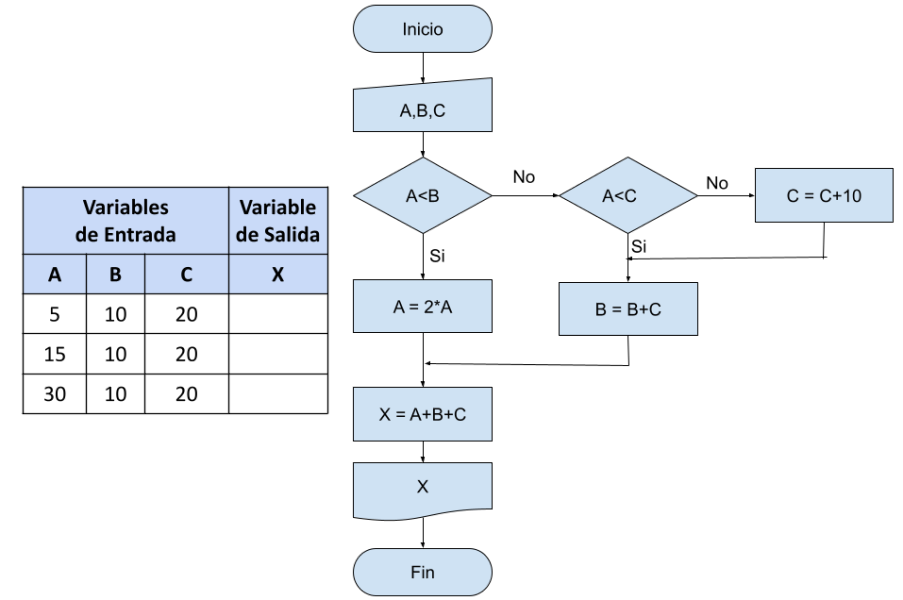 Inicio
A,B,C
A<B
No
A<C
No
C = C+10
Si
Si
A = 2*A
B = B+C
X = A+B+C
X
Fin
Variables
de Entrada
Variable
de Salida
A B C X
5 10 20
15 10 20
30 10 20